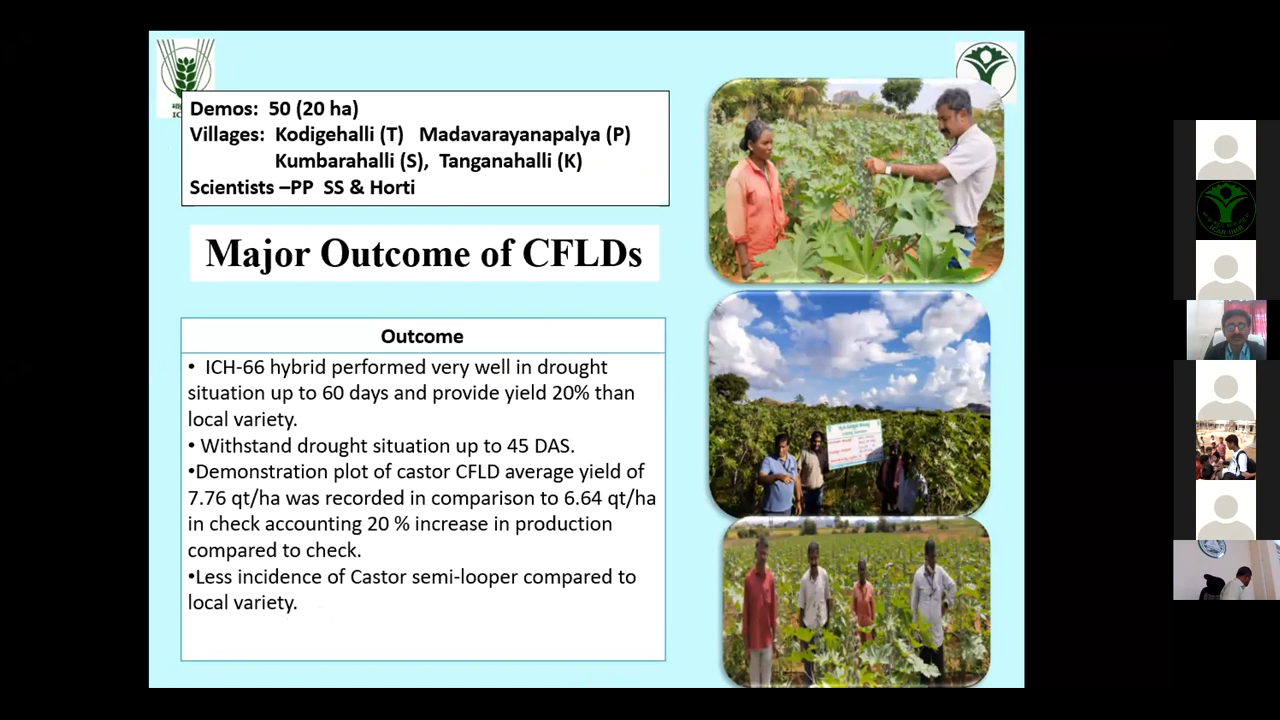 Demos: 50 (20 ha)
Villages: Kodigehalli (T) Madavarayanapalya (P)
Kumbarahalli (S), Tanganahalli (K)
Scientists –PP SS & Horti
Major Outcome of CFLDs
Outcome
• ICH-66 hybrid performed very well in drought
situation up to 60 days and provide yield 20% than
local variety.
• Withstand drought situation up to 45 DAS.
•Demonstration plot of castor CFLD average yield of
7.76 qt/ha was recorded in comparison to 6.64 qt/ha
in check accounting 20 % increase in production
compared to check.
•Less incidence of Castor semi-looper compared to
local variety.